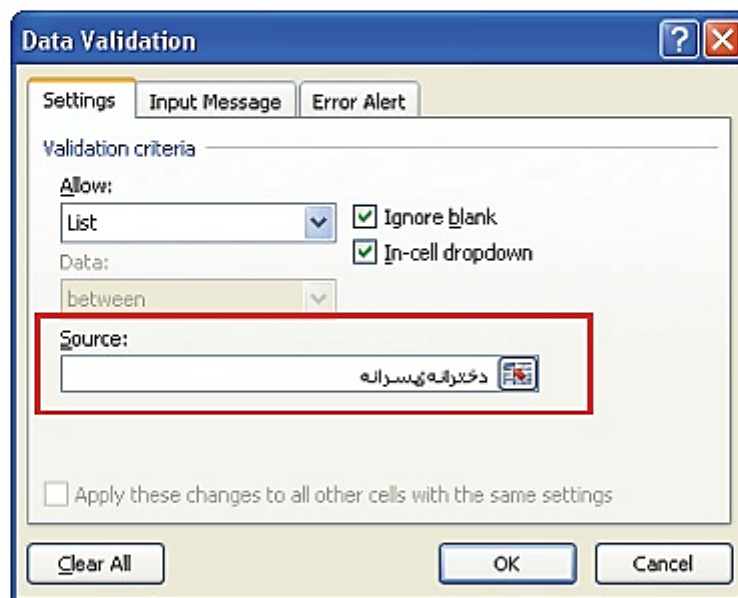 Data Validation
Settings
Input Message
Error Alert
Validation criteria
Allow:
List
Ignore blank
In-cell dropdown
Data:
between
Source:
دخترانه,پسرانه
Apply these changes to all other cells with the same settings
Clear All
OK
Cancel